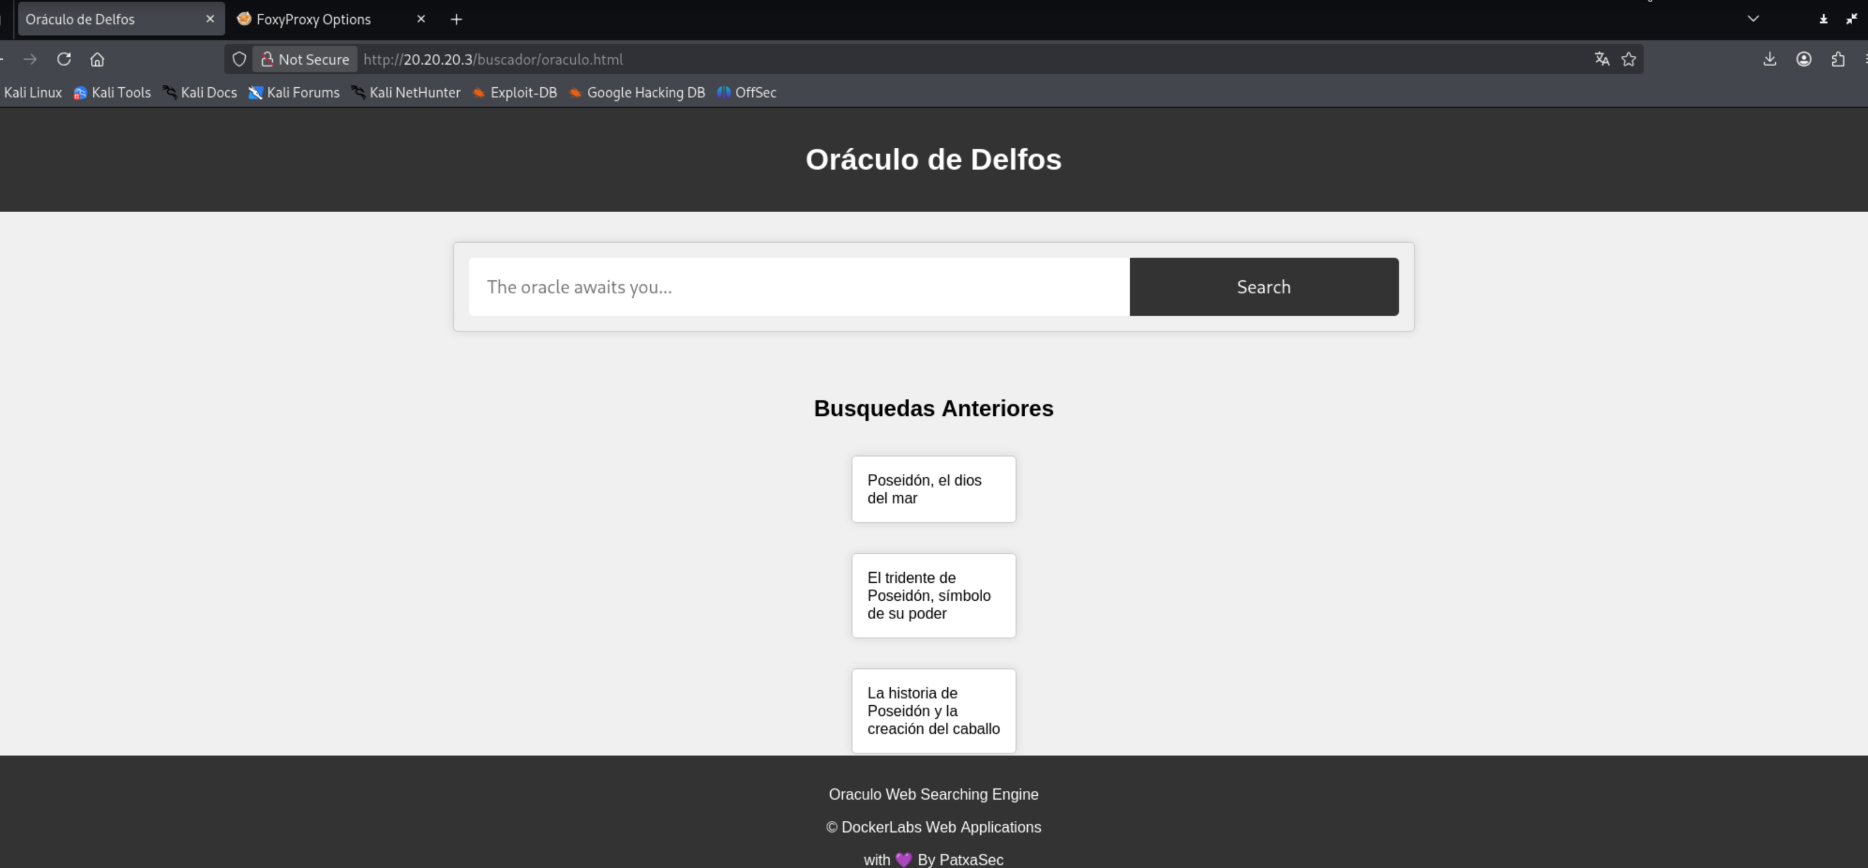 Oráculo de Delfos
FoxyProxy Options
Not Secure
http://20.20.20.3/buscador/oraculo.html
Kali Linux
Kali Tools
Kali Docs
Kali Forums
Kali NetHunter
Exploit-DB
Google Hacking DB
OffSec
Oráculo de Delfos
The oracle awaits you...
Search
Busquedas Anteriores
Poseidón, el dios
del mar
El tridente de
Poseidón, símbolo
de su poder
La historia de
Poseidón y la
creación del caballo
Oraculo Web Searching Engine
© DockerLabs Web Applications
with 💜 By PatxaSec